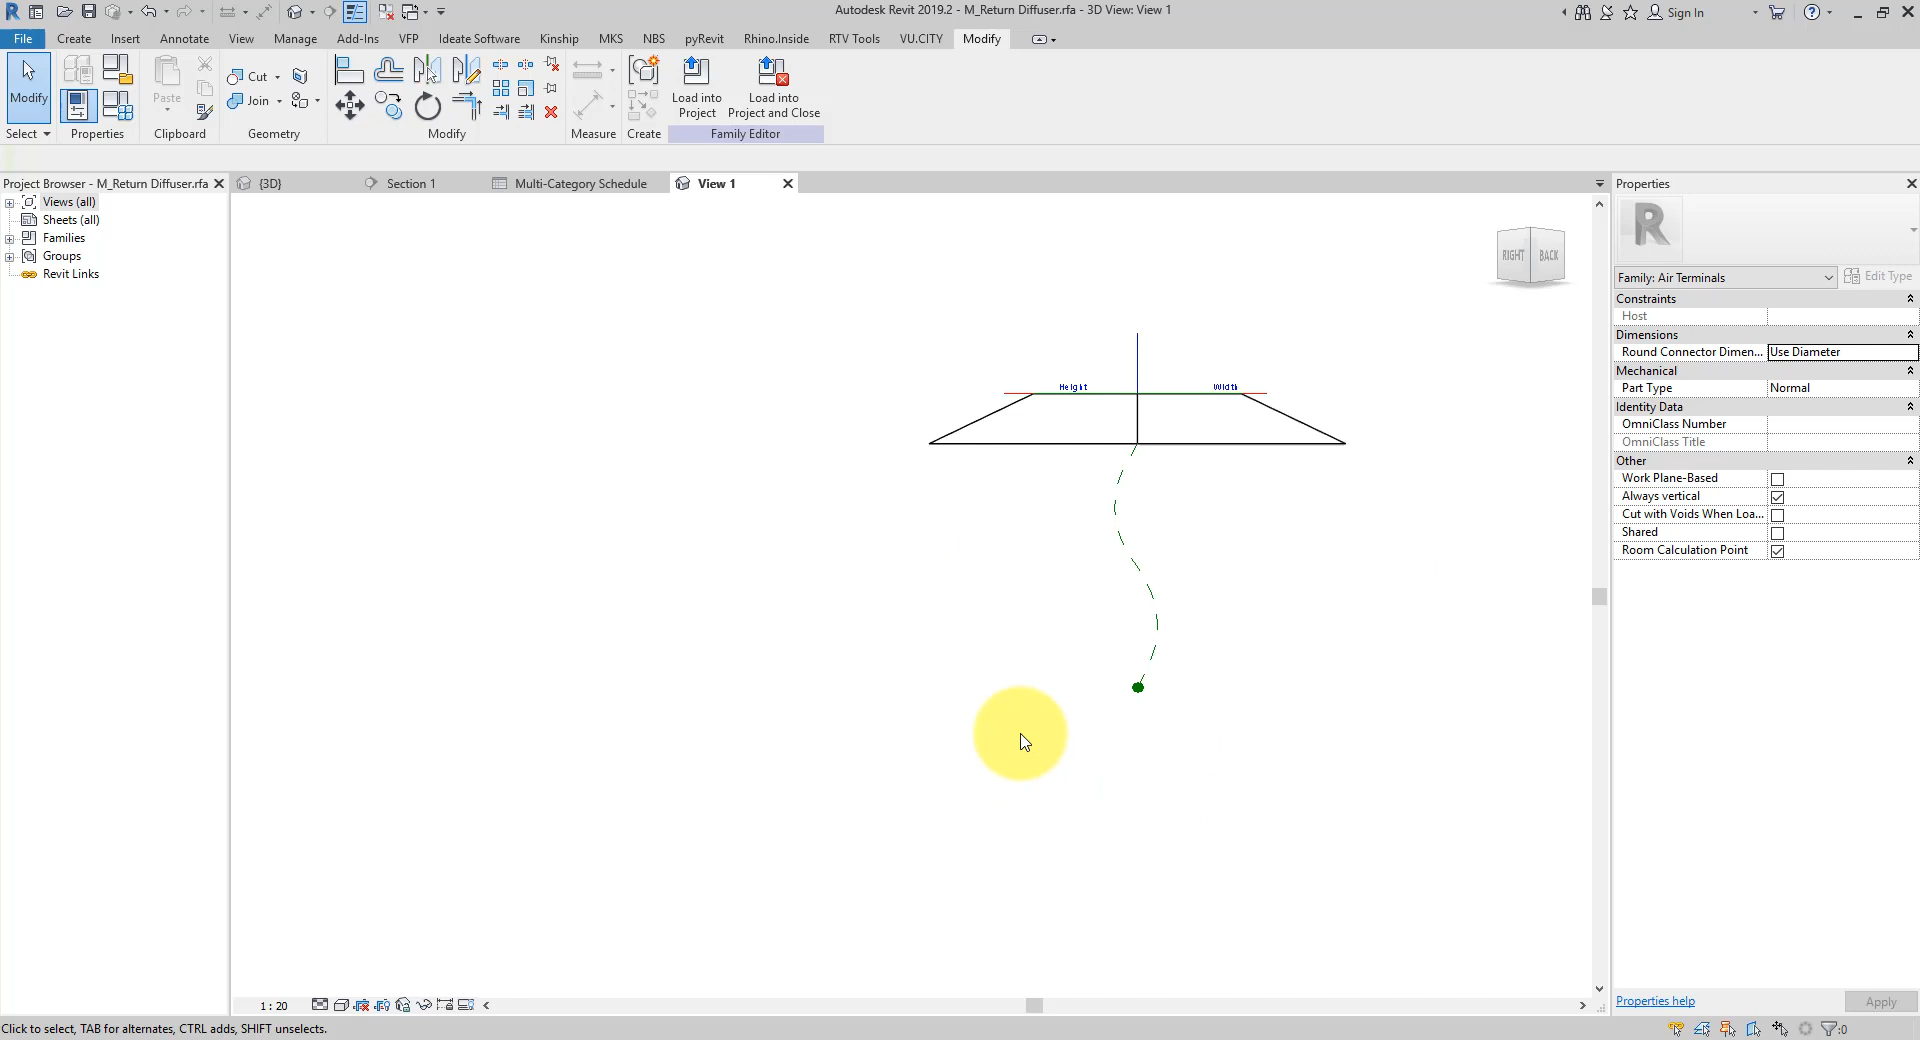 Autodesk Revit 2019.2 - M_Return Diffuser.rfa - 3D View: View 1
Sign In
File Create Insert Annotate View Manage Add-Ins VFP Ideate Software Kinship MKS NBS pyRevit Rhino.Inside RTV Tools VU.CITY Modify
Modify
Paste
Cut
Join
Load into Project
Load into Project and Close
Select Properties Clipboard Geometry Modify Measure Create Family Editor
Project Browser - M_Return Diffuser.rfa
{3D}
Section 1
Multi-Category Schedule
View 1
Properties
Views (all)
Sheets (all)
Families
Groups
Revit Links
RIGHT BACK
Height Width
R
Family: Air Terminals
Edit Type
Constraints
Host
Dimensions
Round Connector Dimen... Use Diameter
Mechanical
Part Type Normal
Identity Data
OmniClass Number
OmniClass Title
Other
Work Plane-Based
Always vertical
Cut with Voids When Loa...
Shared
Room Calculation Point
Properties help
Apply
1 : 20
Click to select, TAB for alternates, CTRL adds, SHIFT unselects.
:0